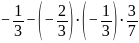 −1/3 − (−2/3) · (−1/3) · 3/7